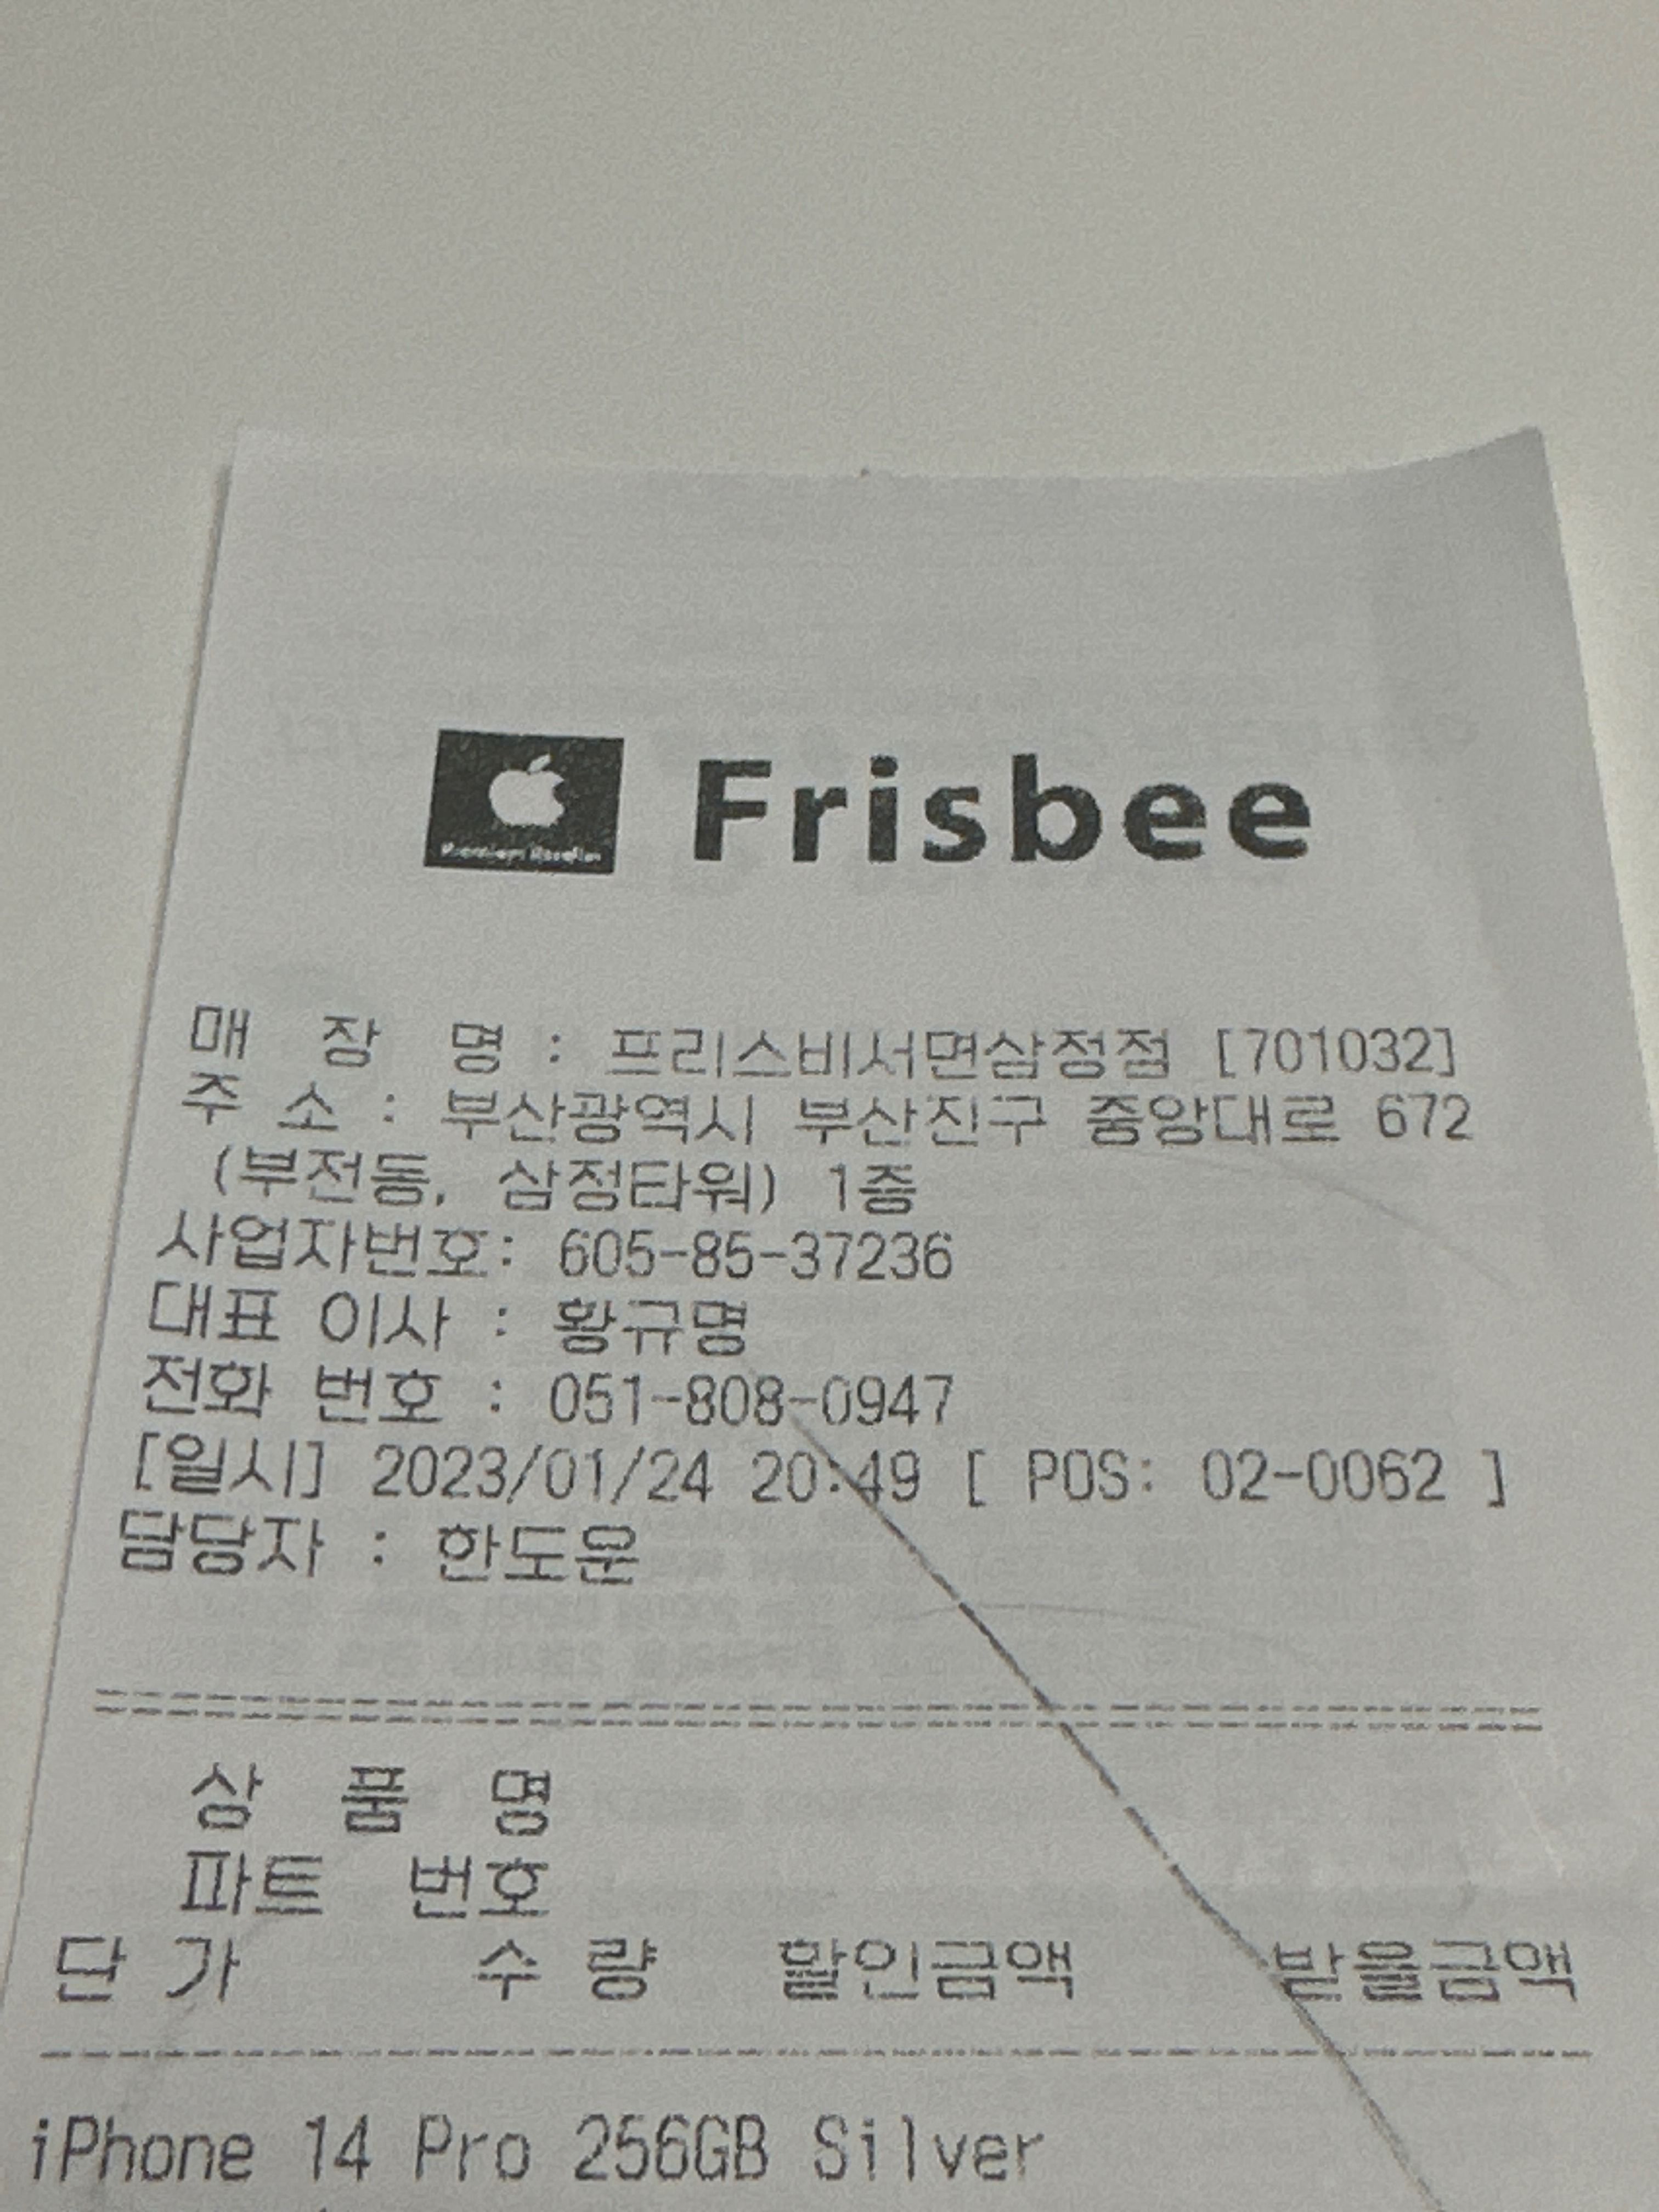 Frisbee
매 장 명 : 프리스비서면삼정점 [701032]
주 소 : 부산광역시 부산진구 중앙대로 672
(부전동, 삼정타워) 1층
사업자번호: 605-85-37236
대표 이사 : 황규명
전화 번호 : 051-808-0947
[일시] 2023/01/24 20:49 [ POS: 02-0062 ]
담당자 : 한도운
상 품 명
파트 번호
단 가 수 량 할인금액 받을금액
iPhone 14 Pro 256GB Silver